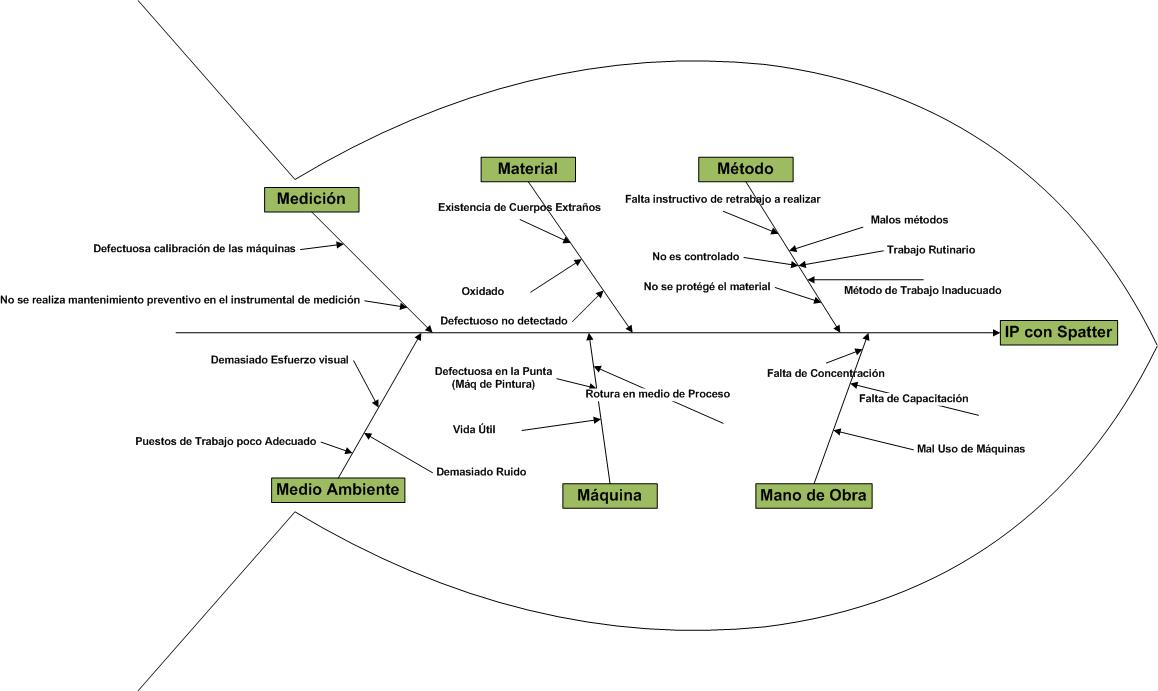 Material
Método
Medición
Existencia de Cuerpos Extraños
Falta instructivo de retrabajo a realizar
Malos métodos
Defectuosa calibración de las máquinas
No es controlado
Trabajo Rutinario
No se protégé el material
Método de Trabajo Inaducuado
Oxidado
No se realiza mantenimiento preventivo en el instrumental de medición
Defectuoso no detectado
IP con Spatter
Demasiado Esfuerzo visual
Defectuosa en la Punta
(Máq de Pintura)
Falta de Concentración
Rotura en medio de Proceso
Falta de Capacitación
Vida Útil
Puestos de Trabajo poco Adecuado
Mal Uso de Máquinas
Demasiado Ruido
Medio Ambiente
Máquina
Mano de Obra